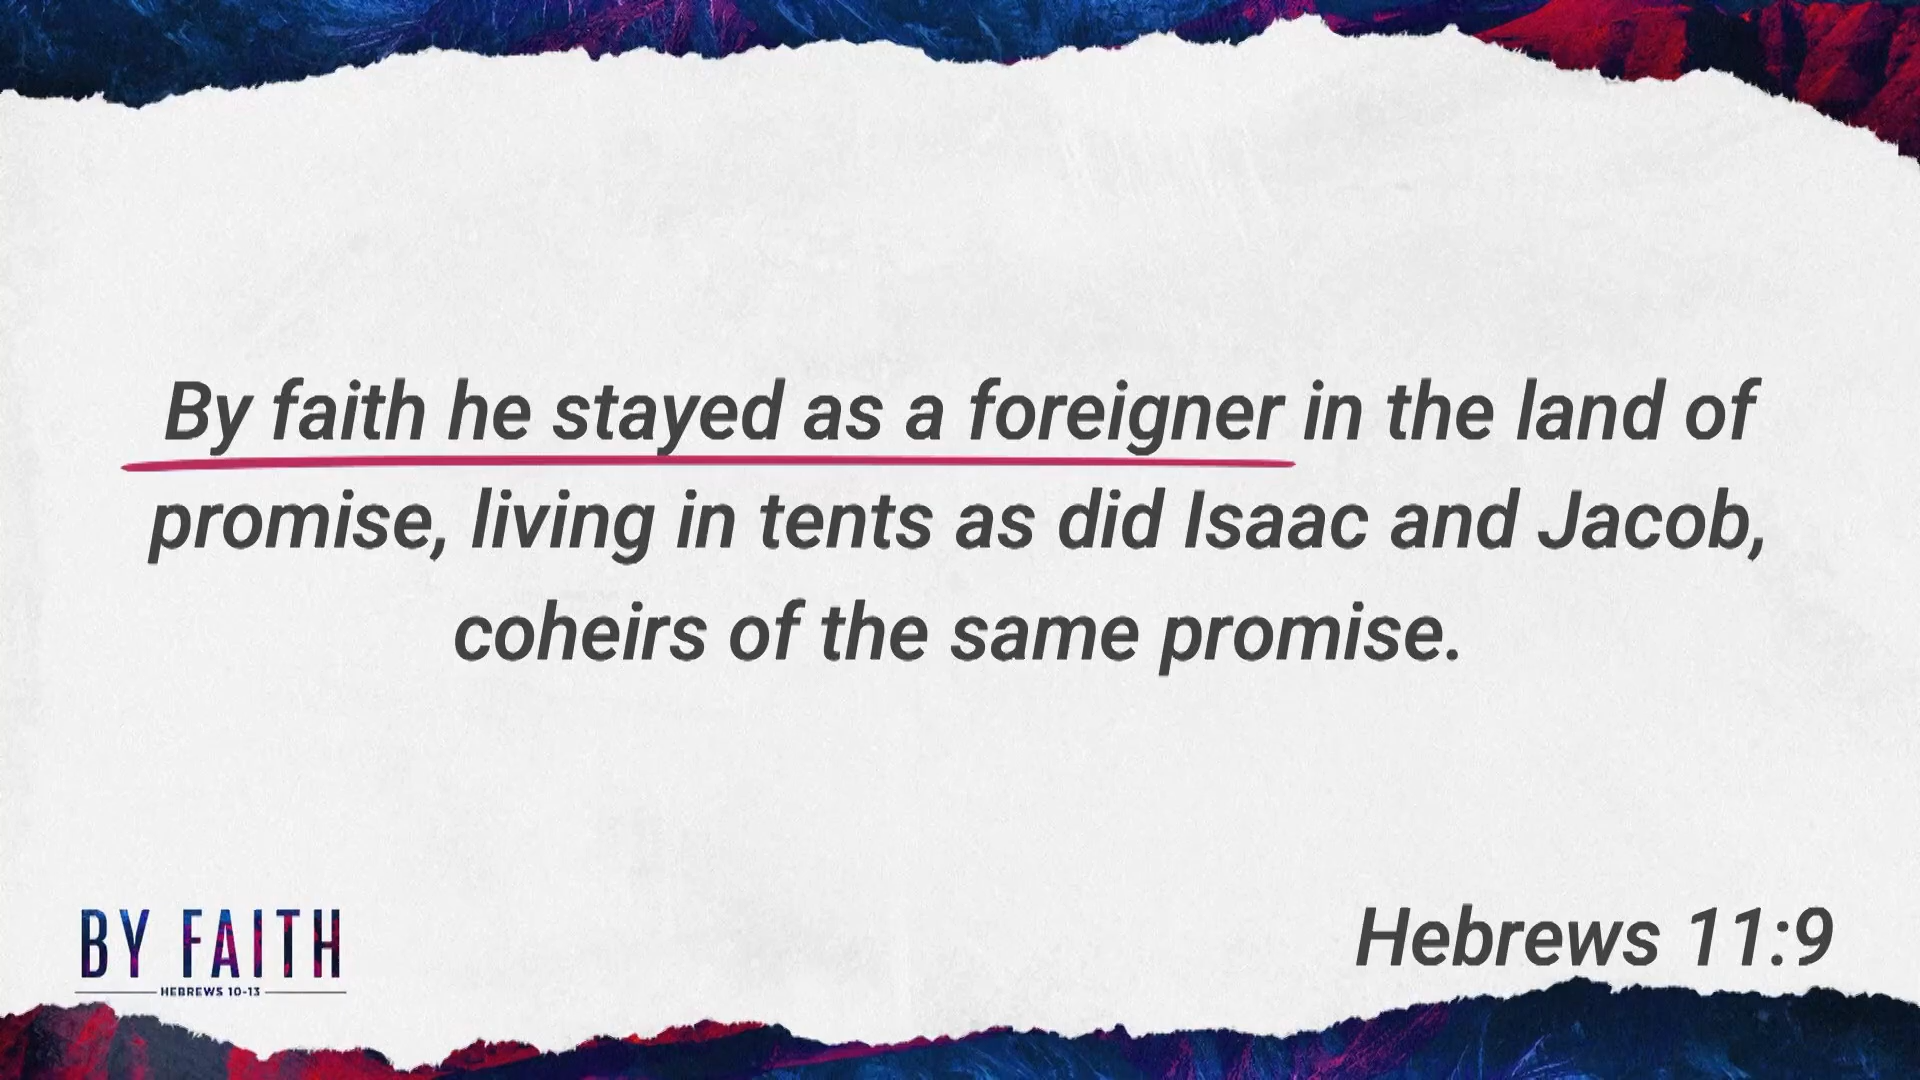 By faith he stayed as a foreigner in the land of
promise, living in tents as did Isaac and Jacob,
coheirs of the same promise.
Hebrews 11:9
BY FAITH
HEBREWS 10-13